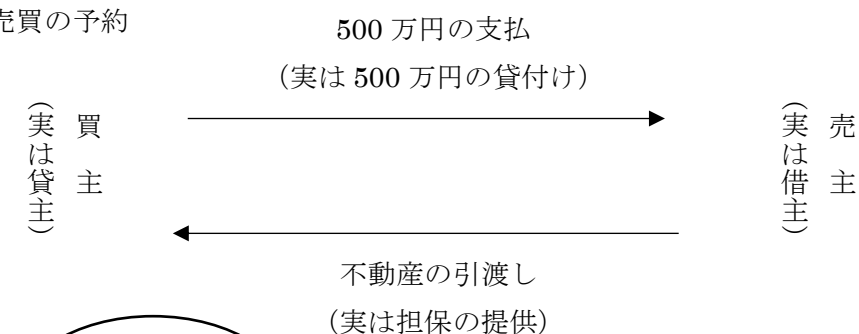 売買の予約
500 万円の支払
（実は 500 万円の貸付け）
買主
（実は貸主）
売主
（実は借主）
不動産の引渡し
（実は担保の提供）